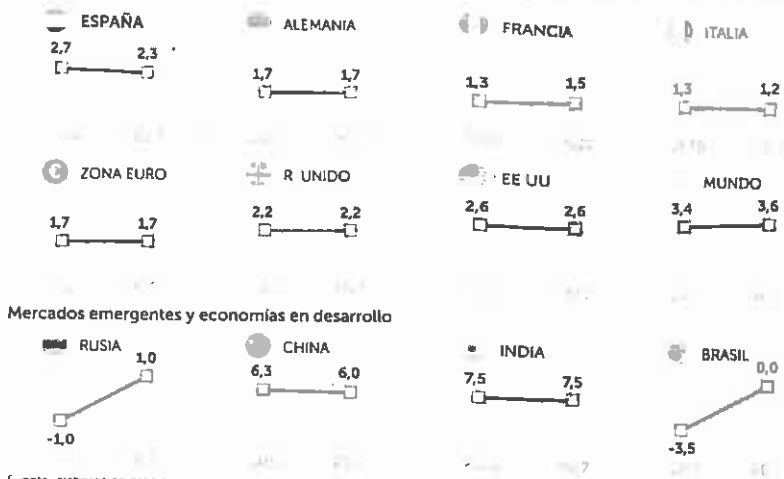 ESPAÑA ALEMANIA FRANCIA ITALIA
2,7 2,3 1,7 1,7 1,3 1,5 1,3 1,2
ZONA EURO R UNIDO EE UU MUNDO
1,7 1,7 2,2 2,2 2,6 2,6 3,4 3,6
Mercados emergentes y economías en desarrollo
RUSIA CHINA INDIA BRASIL
-1,0 1,0 6,3 6,0 7,5 7,5 -3,5 0,0